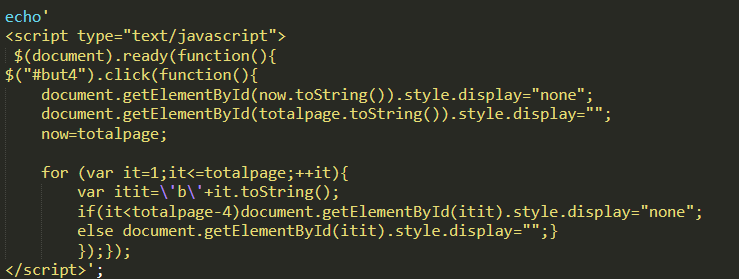 echo'
<script type="text/javascript">
 $(document).ready(function(){
$("#but4").click(function(){
    document.getElementById(now.toString()).style.display="none";
    document.getElementById(totalpage.toString()).style.display="";
    now=totalpage;

    for (var it=1;it<=totalpage;++it){
        var itit=\'b\'+it.toString();
        if(it<totalpage-4)document.getElementById(itit).style.display="none";
        else document.getElementById(itit).style.display="";}
        });});
</script>';